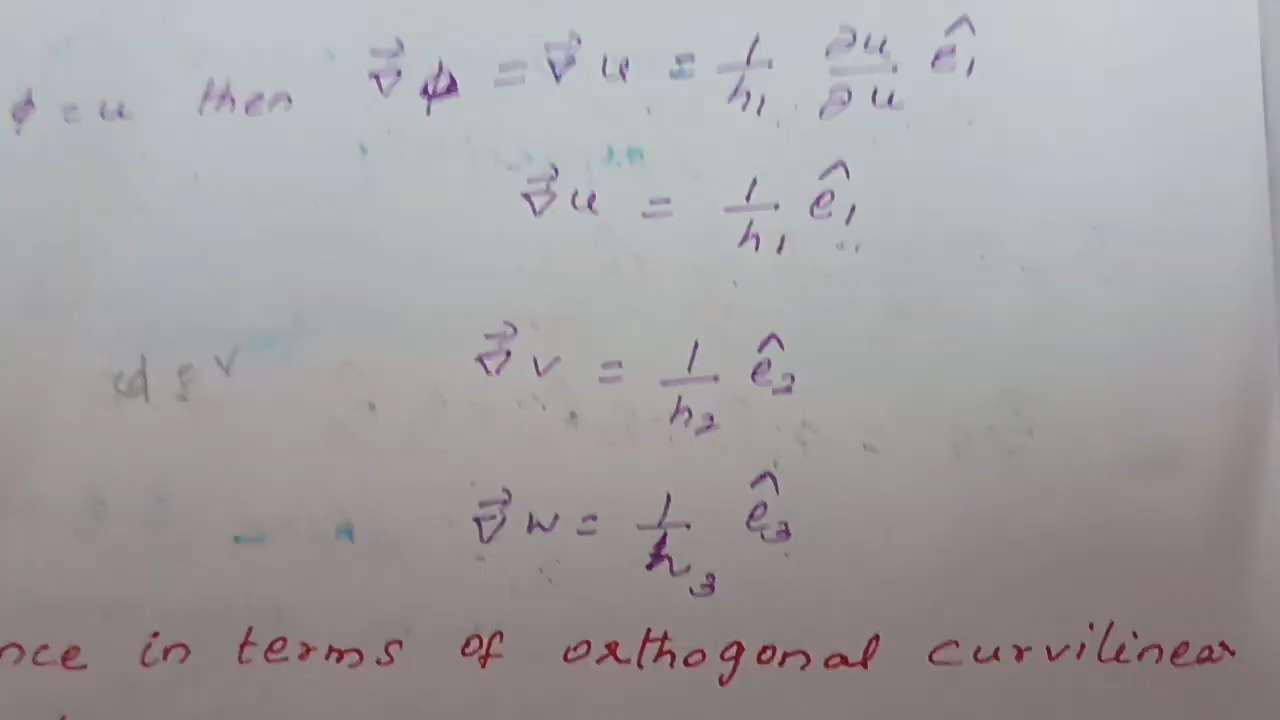 ϕ = u then ∇⃗ ϕ = ∇⃗ u = 1/h₁ ∂u/∂u ê₁
∇⃗ u = 1/h₁ ê₁
∇⃗ v = 1/h₂ ê₂
∇⃗ w = 1/h₃ ê₃
nce in terms of orthogonal curvilinear